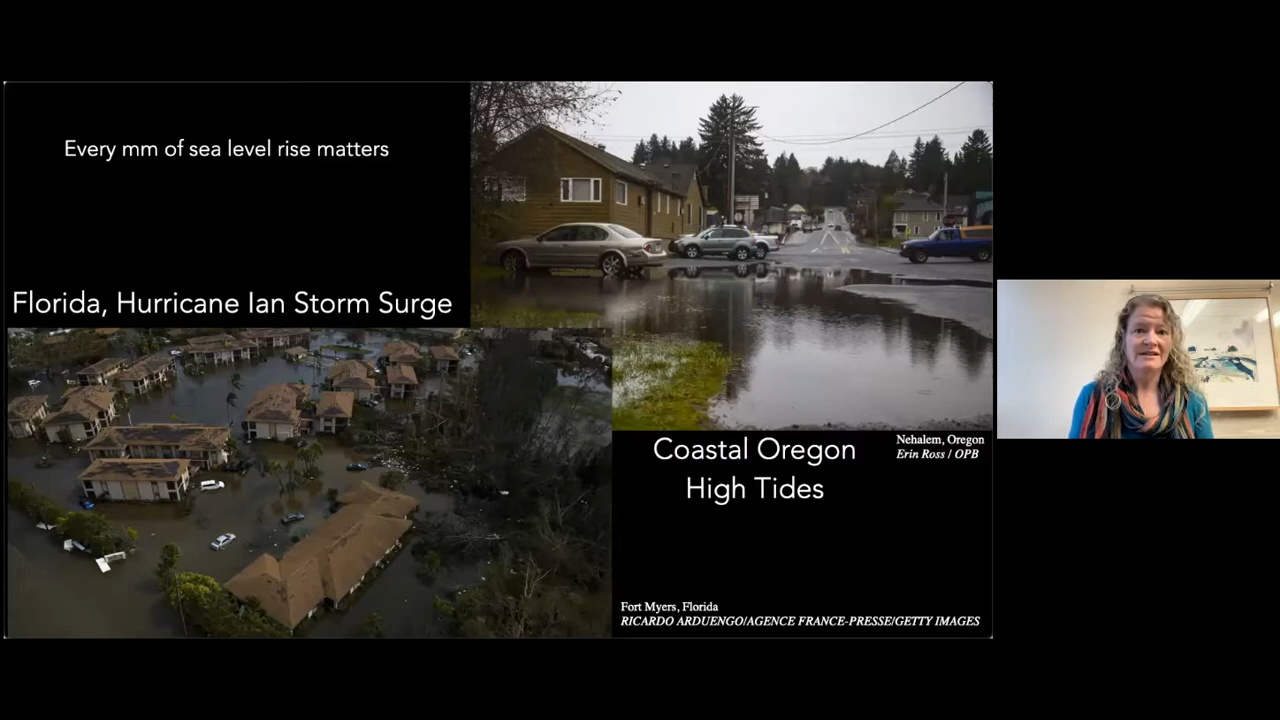 Every mm of sea level rise matters
Florida, Hurricane Ian Storm Surge
Coastal Oregon
High Tides
Nehalem, Oregon
Erin Ross / OPB
Fort Myers, Florida
RICARDO ARDUENGO/AGENCE FRANCE-PRESSE/GETTY IMAGES